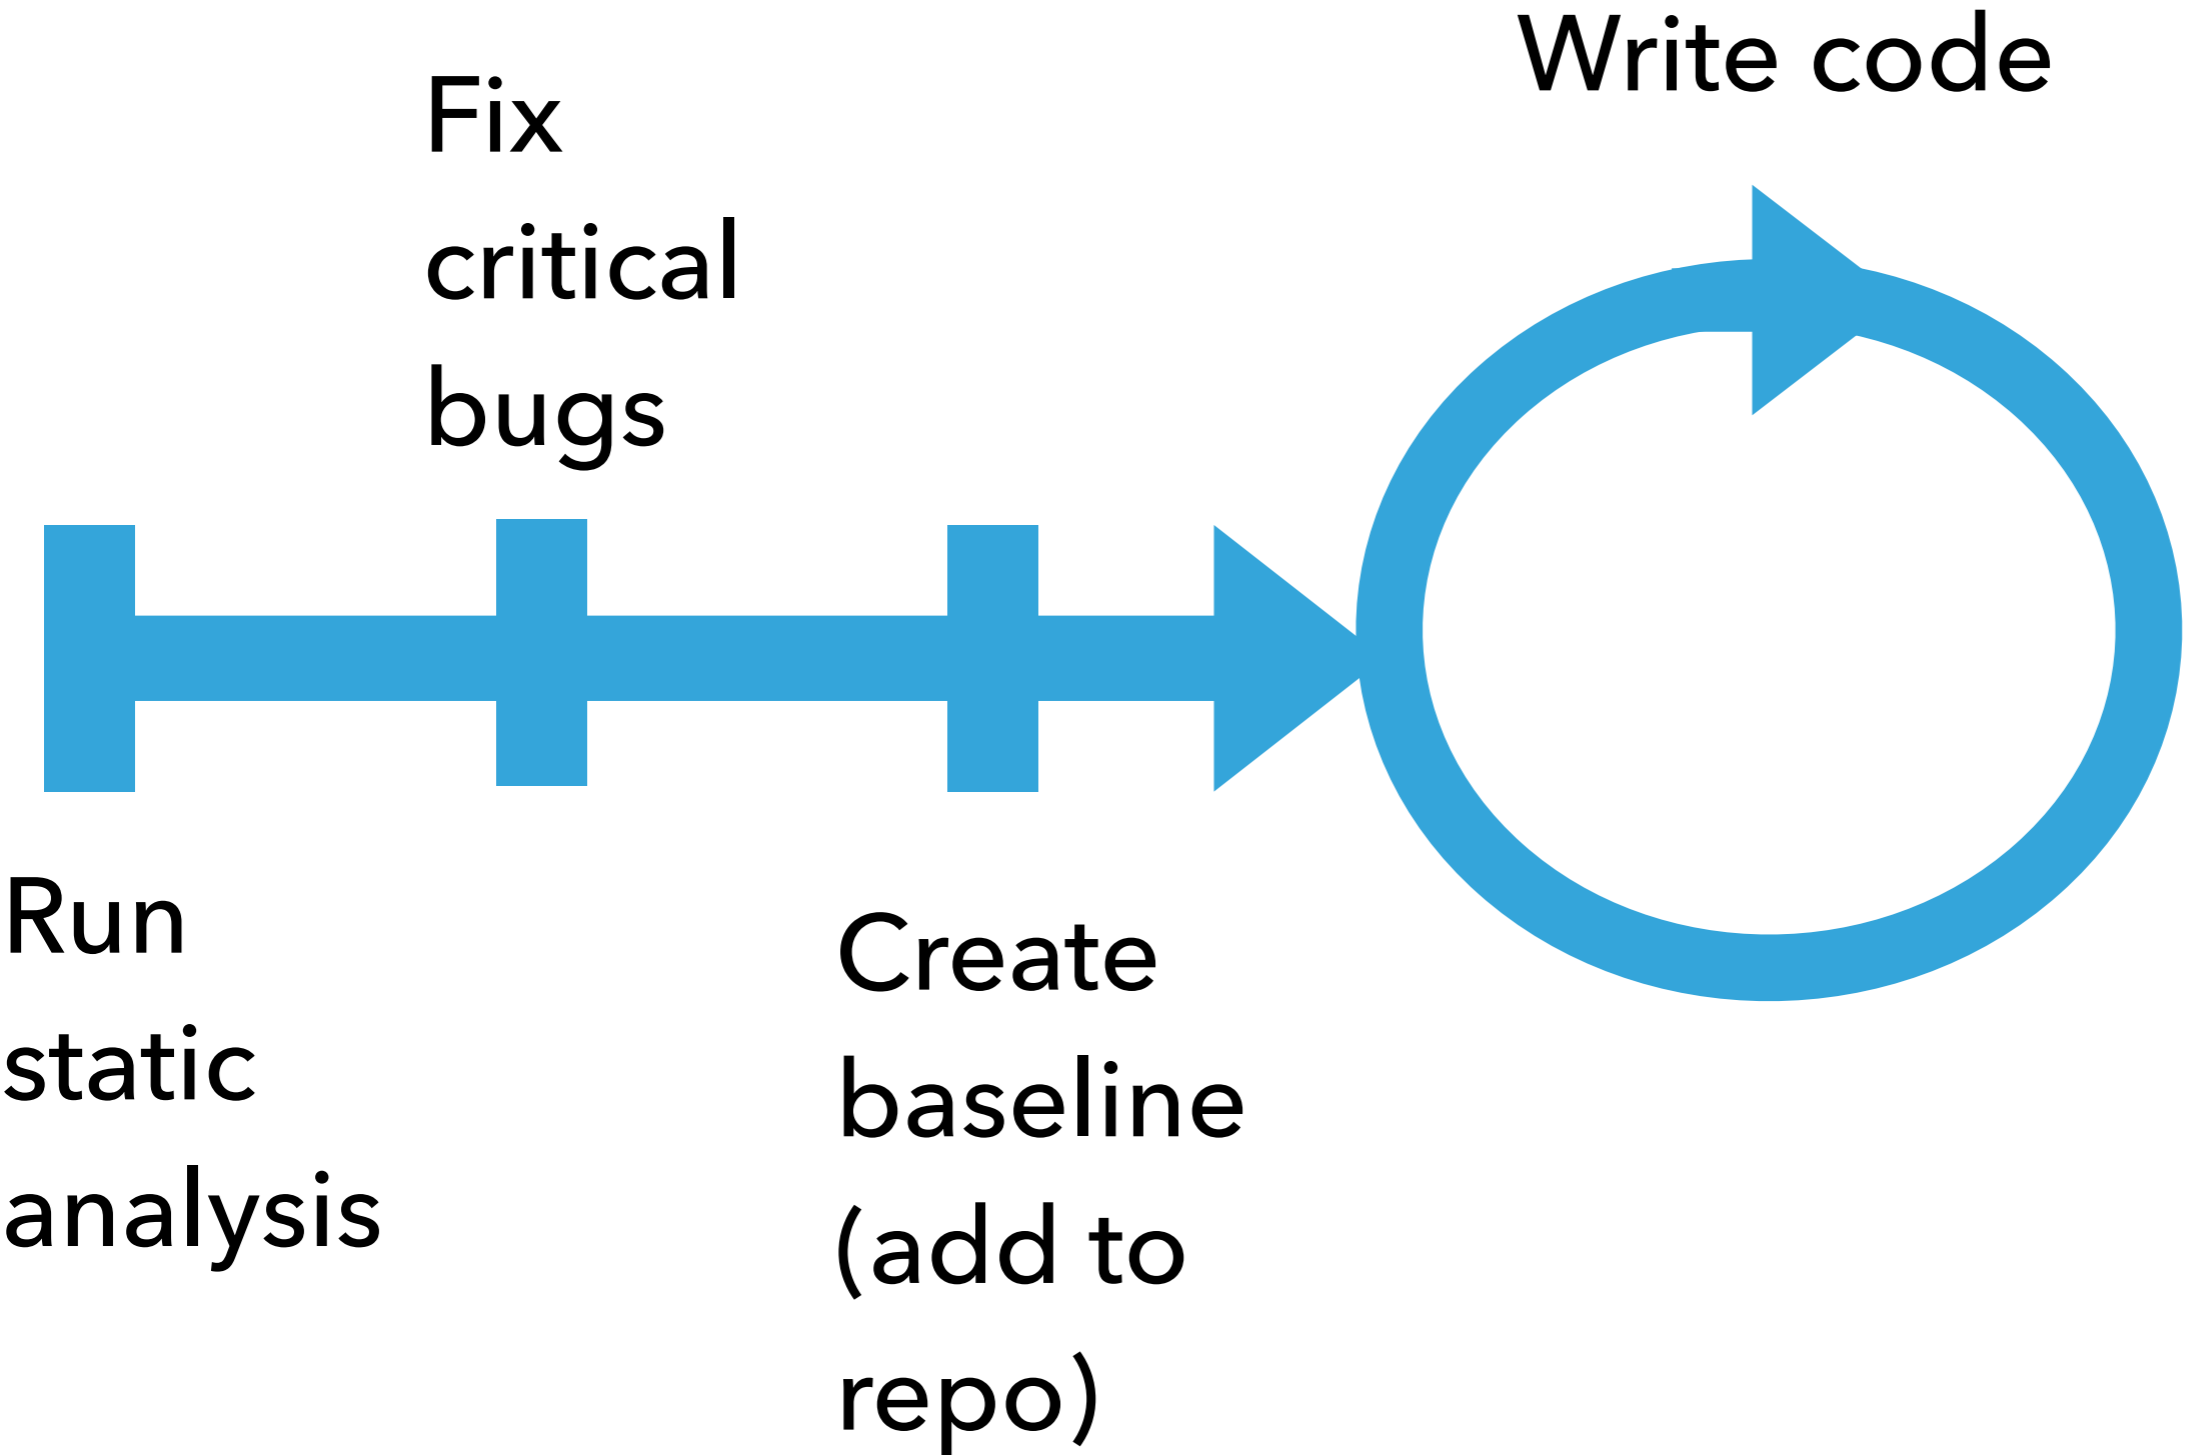 Write code
Fix
critical
bugs
Run
static
analysis
Create
baseline
(add to
repo)